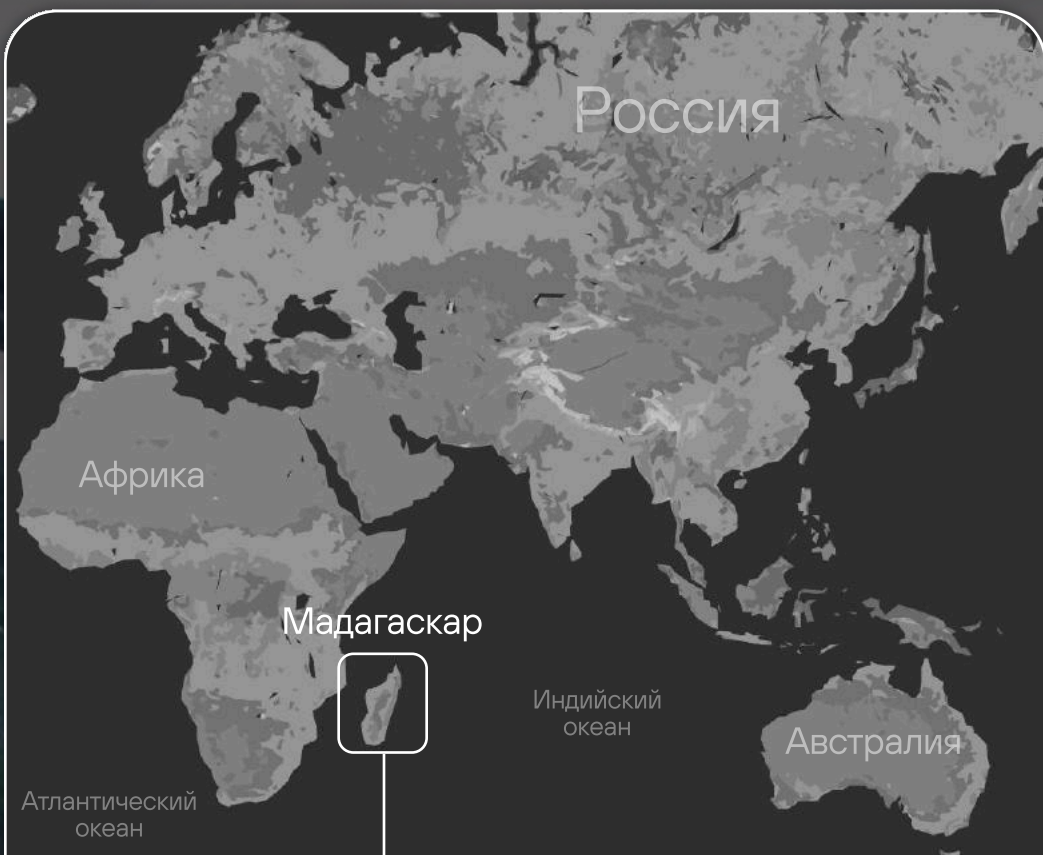 Россия
Африка
Мадагаскар
Индийский
океан
Австралия
Атлантический
океан